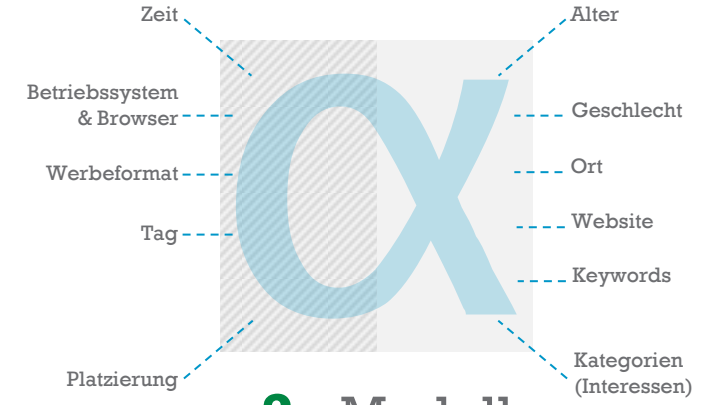 Zeit
Betriebssystem
& Browser
Werbeformat
Tag
Platzierung
α
Alter
Geschlecht
Ort
Website
Keywords
Kategorien
(Interessen)